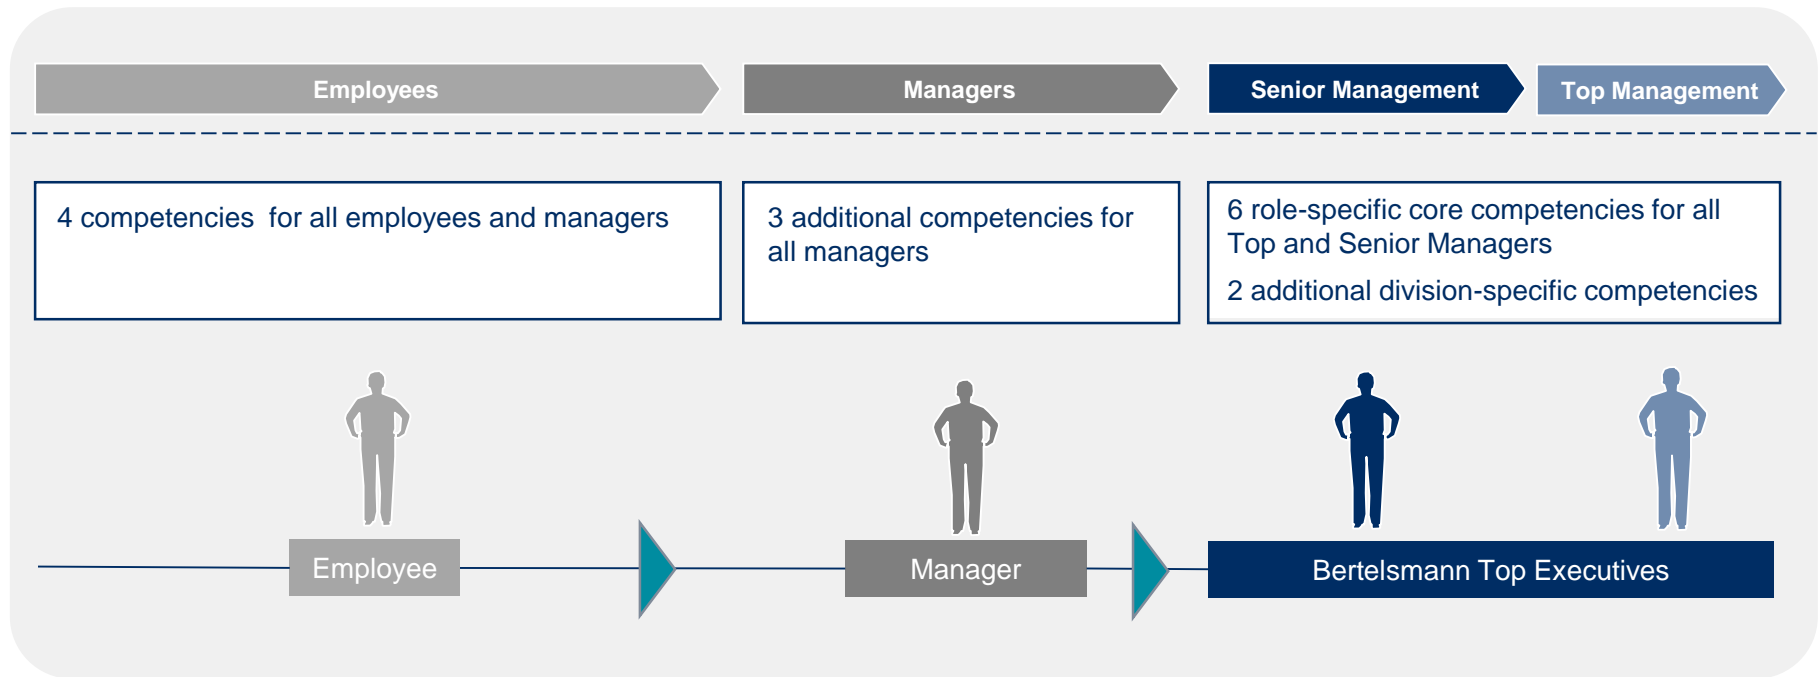 Employees
Managers
Senior Management
Top Management
4 competencies for all employees and managers
3 additional competencies for
all managers
6 role-specific core competencies for all
Top and Senior Managers
2 additional division-specific competencies
Employee
Manager
Bertelsmann Top Executives